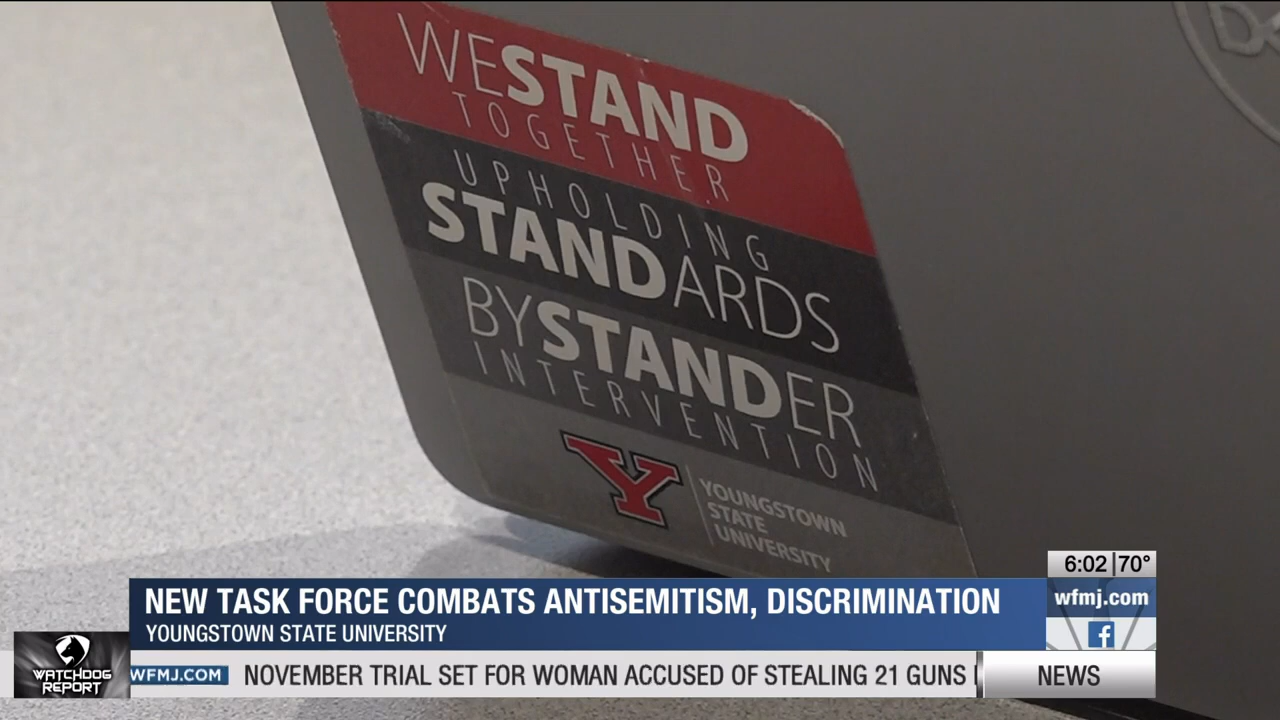 WESTAND
TOGETHER
UPHOLDING
STANDARDS
BYSTANDER
INTERVENTION
Y
YOUNGSTOWN
STATE
UNIVERSITY
6:02 70°
NEW TASK FORCE COMBATS ANTISEMITISM, DISCRIMINATION
wfmj.com
YOUNGSTOWN STATE UNIVERSITY
WATCHDOG
REPORT
WFMJ.COM
NOVEMBER TRIAL SET FOR WOMAN ACCUSED OF STEALING 21 GUNS
NEWS